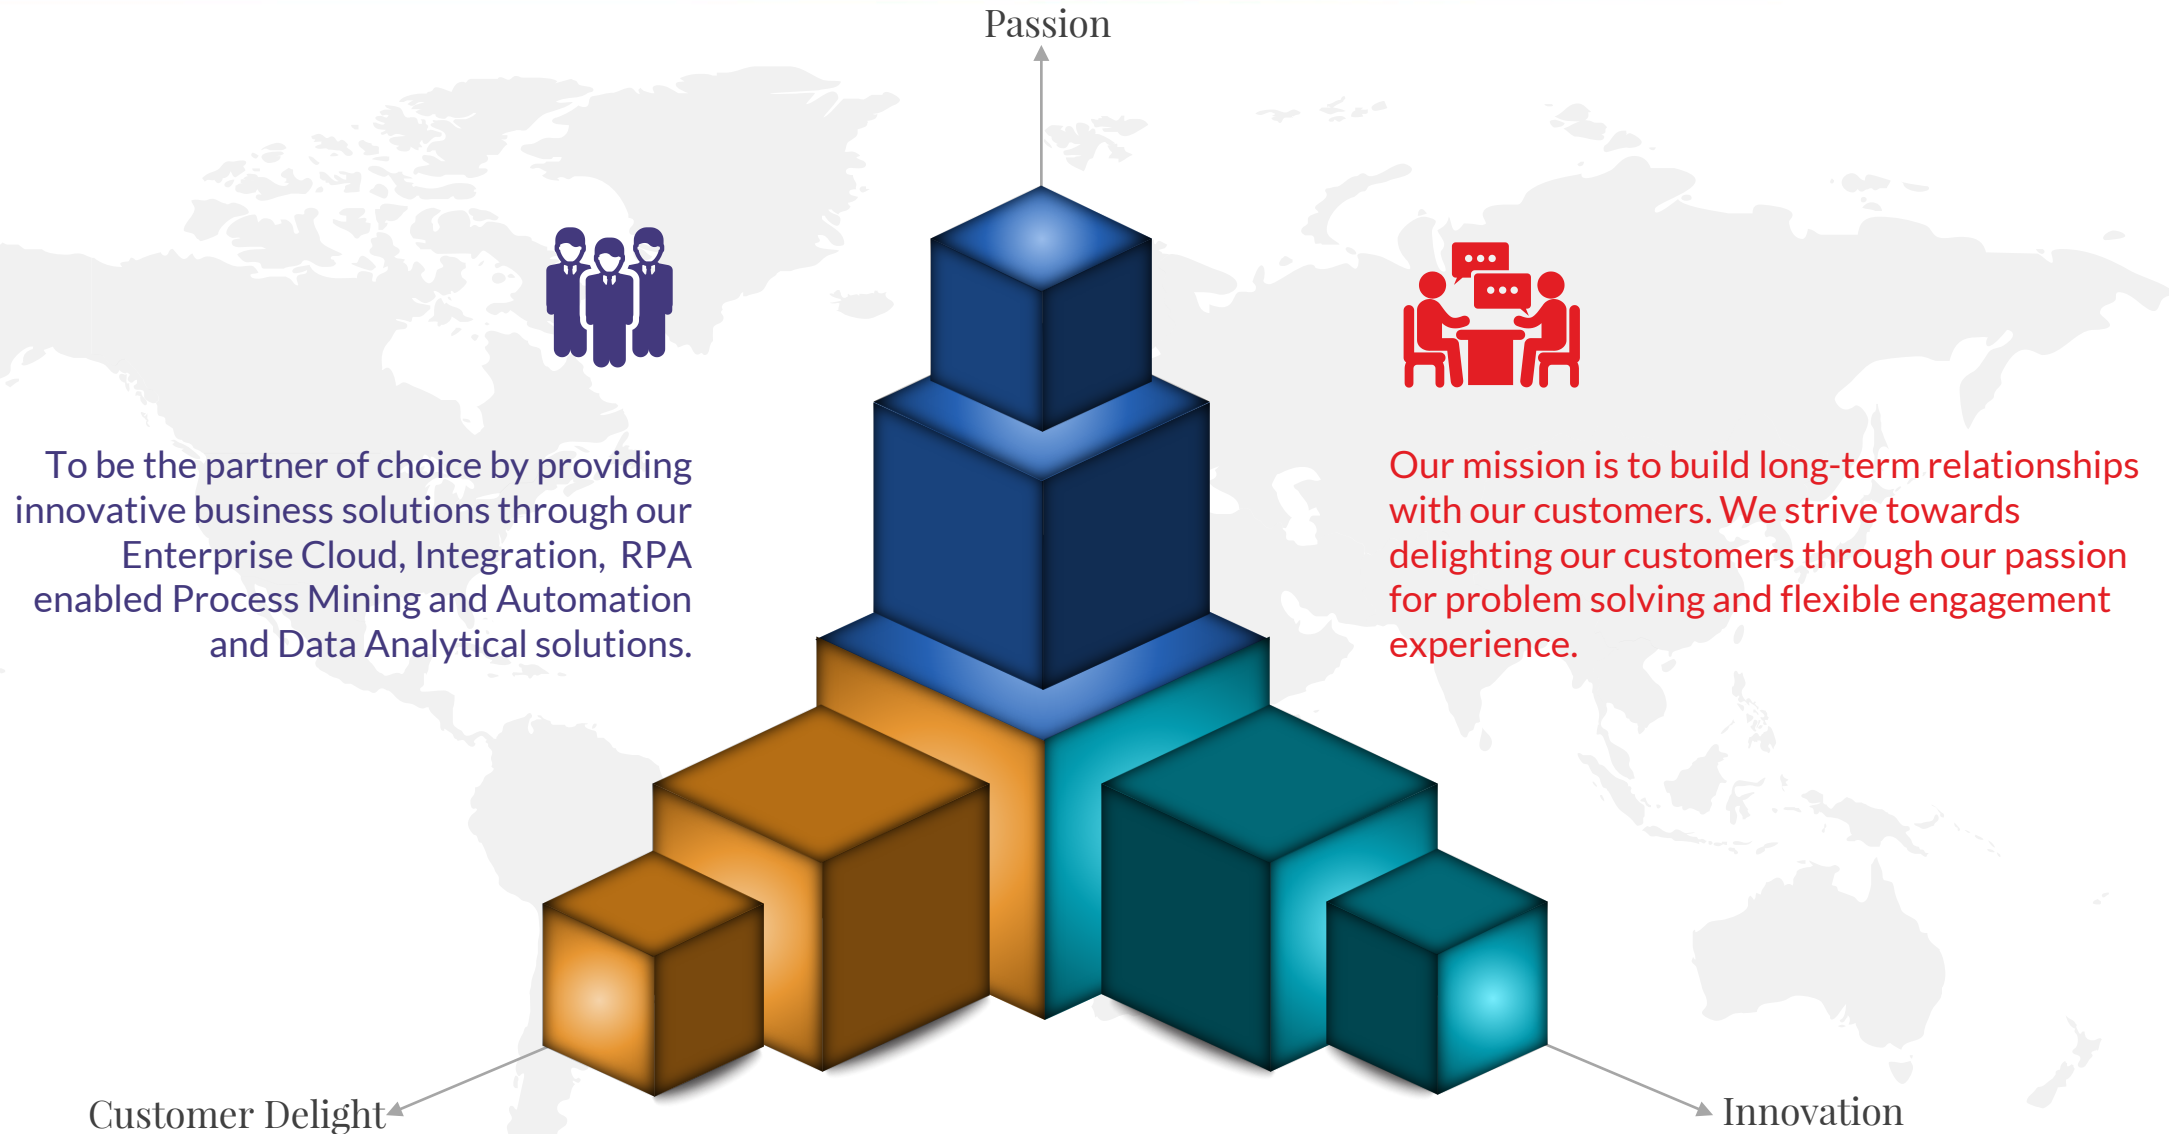 Passion
To be the partner of choice by providing
innovative business solutions through our
Enterprise Cloud, Integration, RPA
enabled Process Mining and Automation
and Data Analytical solutions.
Our mission is to build long-term relationships
with our customers. We strive towards
delighting our customers through our passion
for problem solving and flexible engagement
experience.
Customer Delight
Innovation